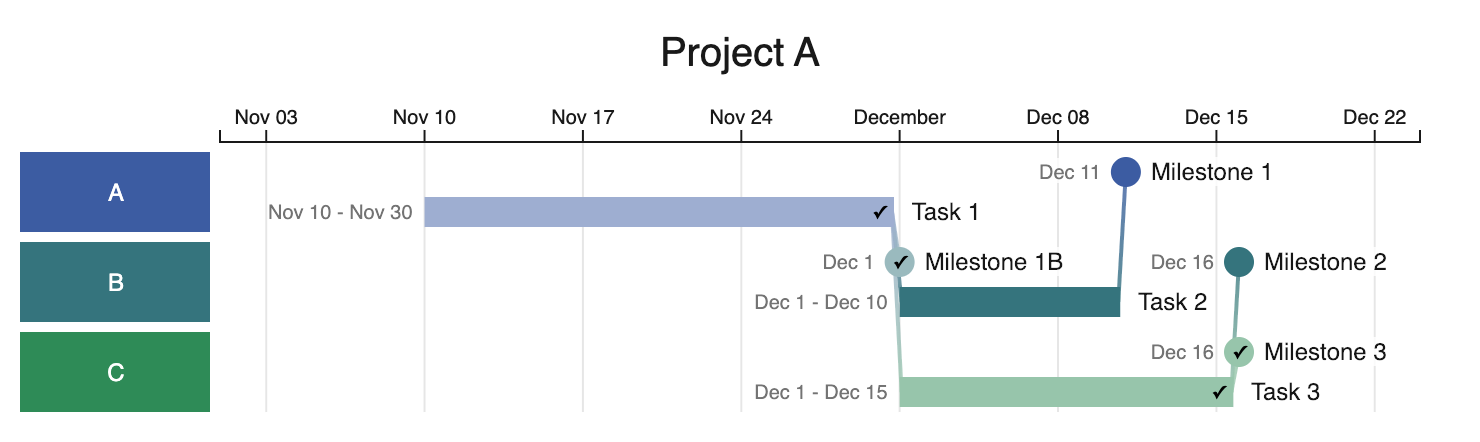 Project A
Nov 03 Nov 10 Nov 17 Nov 24 December Dec 08 Dec 15 Dec 22
A
Dec 11 Milestone 1
Nov 10 - Nov 30 ✓ Task 1
B
Dec 1 ✓ Milestone 1B
Dec 16 Milestone 2
Dec 1 - Dec 10 Task 2
C
Dec 16 ✓ Milestone 3
Dec 1 - Dec 15 ✓ Task 3